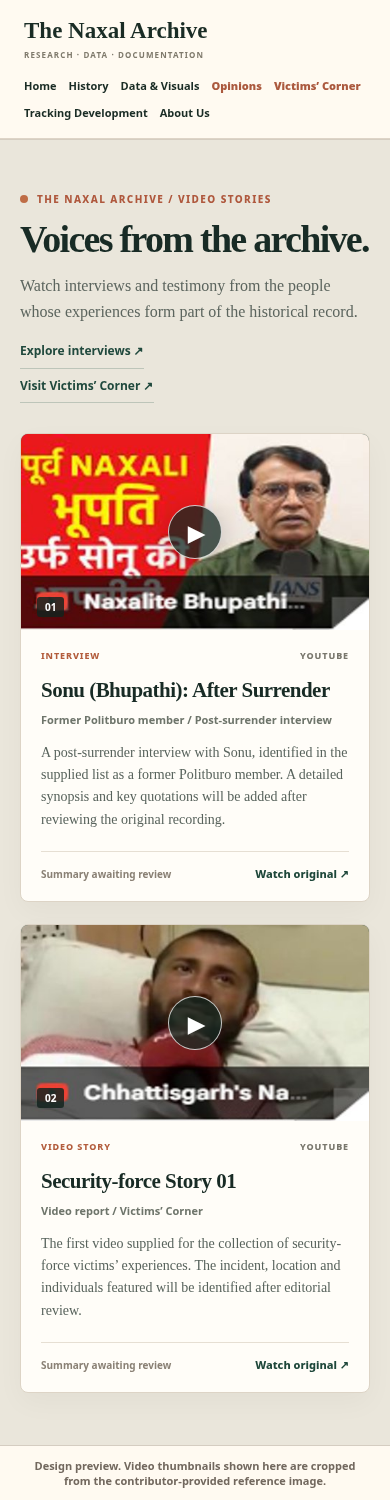 The Naxal Archive
RESEARCH · DATA · DOCUMENTATION
Home History Data & Visuals Opinions Victims’ Corner
Tracking Development About Us
THE NAXAL ARCHIVE / VIDEO STORIES
Voices from the archive.
Watch interviews and testimony from the people
whose experiences form part of the historical record.
Explore interviews ↗
Visit Victims’ Corner ↗
पूर्व NAXALI
भूपति
उर्फ सोनू की
IANS
01 Naxalite Bhupathi...
INTERVIEW YOUTUBE
Sonu (Bhupathi): After Surrender
Former Politburo member / Post-surrender interview
A post-surrender interview with Sonu, identified in the
supplied list as a former Politburo member. A detailed
synopsis and key quotations will be added after
reviewing the original recording.
Summary awaiting review Watch original ↗
02 Chhattisgarh's Na...
VIDEO STORY YOUTUBE
Security-force Story 01
Video report / Victims’ Corner
The first video supplied for the collection of security-
force victims’ experiences. The incident, location and
individuals featured will be identified after editorial
review.
Summary awaiting review Watch original ↗
Design preview. Video thumbnails shown here are cropped
from the contributor-provided reference image.